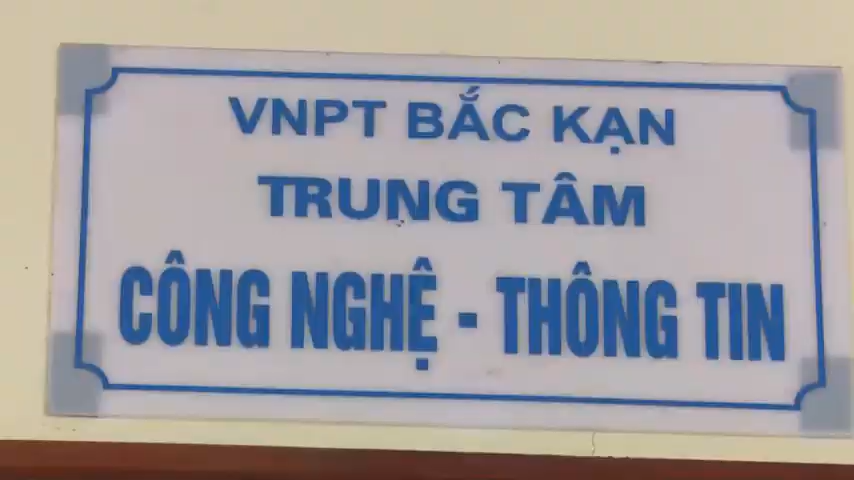 VNPT BẮC KẠN
TRUNG TÂM
CÔNG NGHỆ - THÔNG TIN